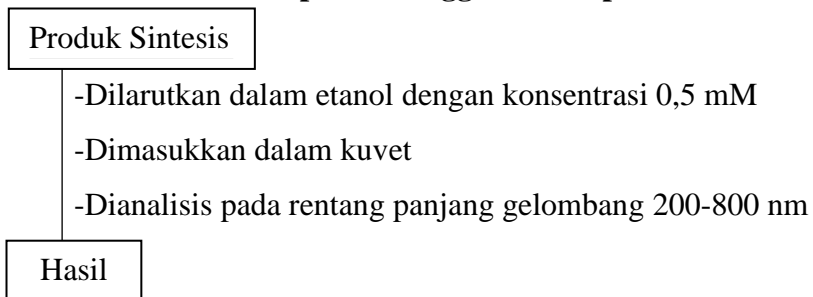 Produk Sintesis
-Dilarutkan dalam etanol dengan konsentrasi 0,5 mM
-Dimasukkan dalam kuvet
-Dianalisis pada rentang panjang gelombang 200-800 nm
Hasil